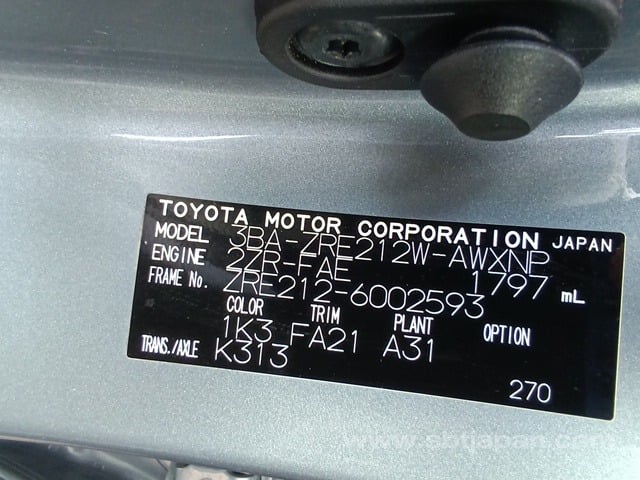 TOYOTA MOTOR CORPORATION JAPAN
MODEL 3BA-ZRE212W-AWXNP
ENGINE 2ZR-FAE 1797 mL
FRAME No. ZRE212-6002593
COLOR TRIM PLANT OPTION
1K3 FA21 A31
TRANS./AXLE K313
270
www.sbtjapan.com